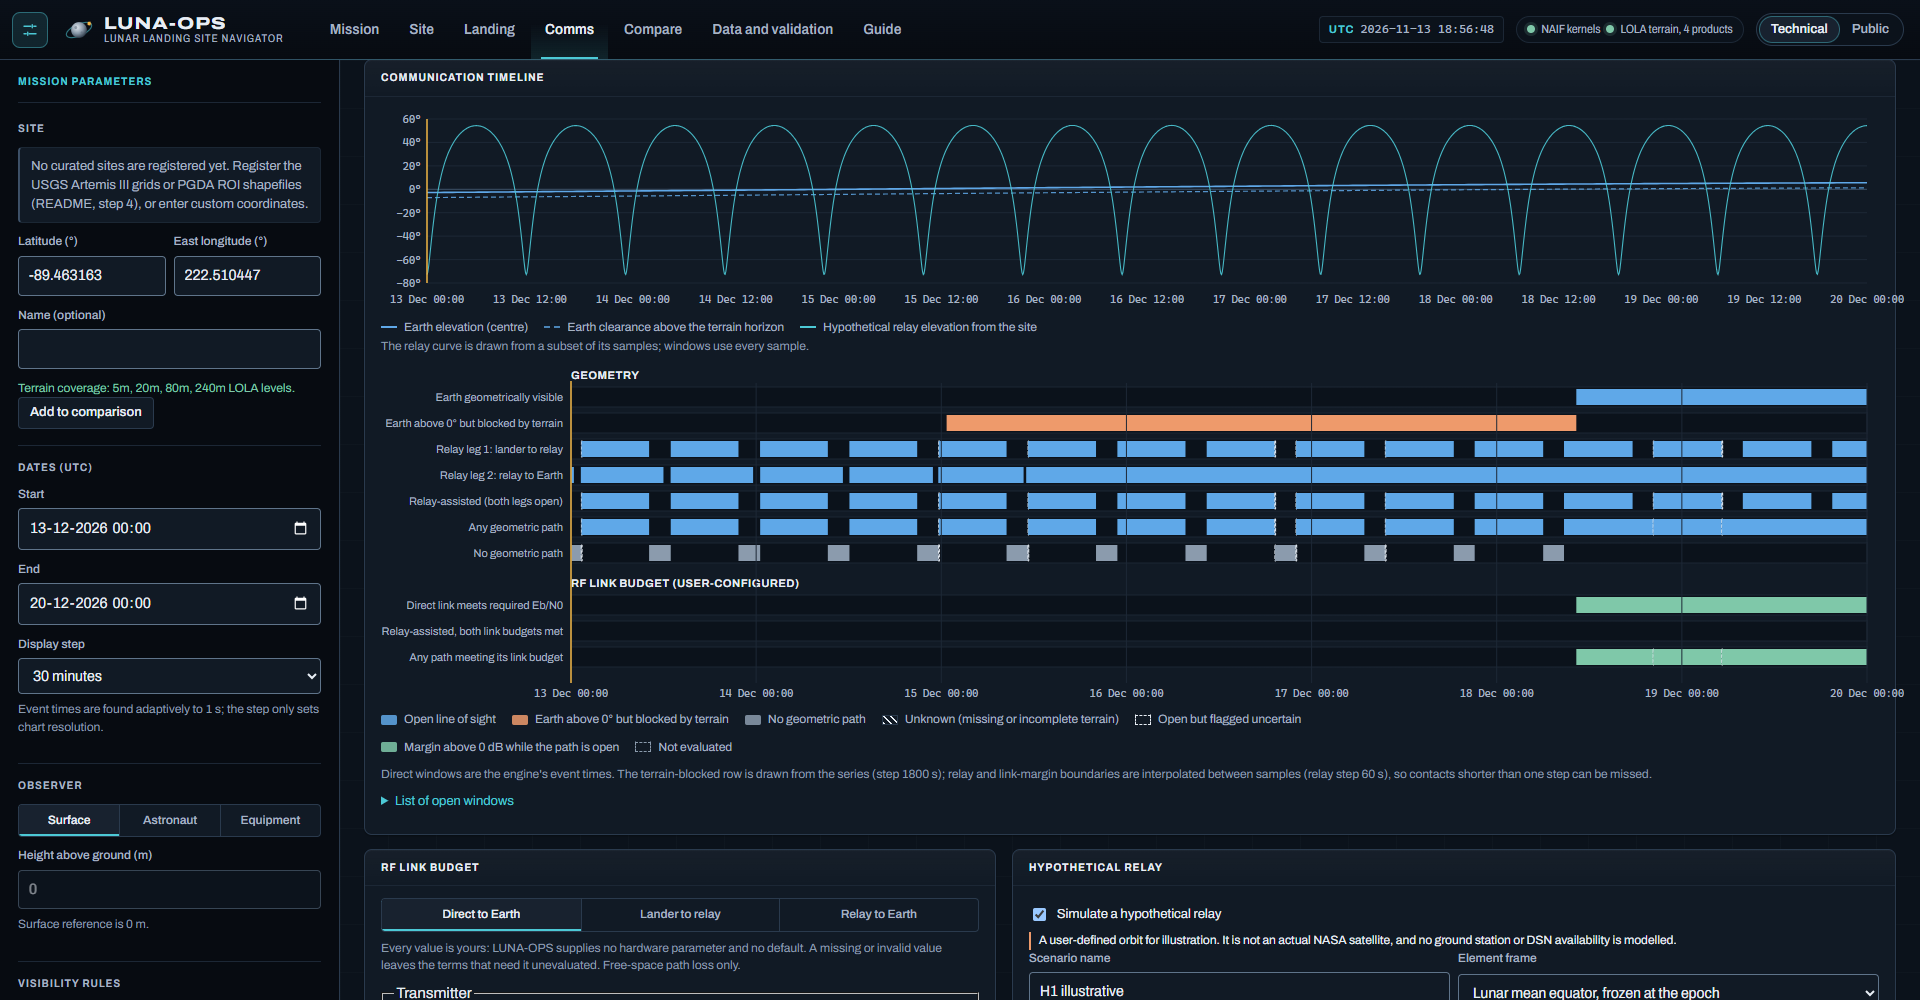 LUNA-OPS
LUNAR LANDING SITE NAVIGATOR
Mission
Site
Landing
Comms
Compare
Data and validation
Guide
UTC 2026-11-13 18:56:48
NAIF kernels
LOLA terrain, 4 products
Technical
Public
MISSION PARAMETERS
SITE
No curated sites are registered yet. Register the
USGS Artemis III grids or PGDA ROI shapefiles
(README, step 4), or enter custom coordinates.
Latitude (°)
East longitude (°)
-89.463163
222.510447
Name (optional)
Terrain coverage: 5m, 20m, 80m, 240m LOLA levels.
Add to comparison
DATES (UTC)
Start
13-12-2026 00:00
End
20-12-2026 00:00
Display step
30 minutes
Event times are found adaptively to 1 s; the step only sets
chart resolution.
OBSERVER
Surface
Astronaut
Equipment
Height above ground (m)
0
Surface reference is 0 m.
VISIBILITY RULES
COMMUNICATION TIMELINE
60°
40°
20°
0°
−20°
−40°
−60°
−80°
13 Dec 00:00
13 Dec 12:00
14 Dec 00:00
14 Dec 12:00
15 Dec 00:00
15 Dec 12:00
16 Dec 00:00
16 Dec 12:00
17 Dec 00:00
17 Dec 12:00
18 Dec 00:00
18 Dec 12:00
19 Dec 00:00
19 Dec 12:00
20 Dec 00:00
Earth elevation (centre)
Earth clearance above the terrain horizon
Hypothetical relay elevation from the site
The relay curve is drawn from a subset of its samples; windows use every sample.
GEOMETRY
Earth geometrically visible
Earth above 0° but blocked by terrain
Relay leg 1: lander to relay
Relay leg 2: relay to Earth
Relay-assisted (both legs open)
Any geometric path
No geometric path
RF LINK BUDGET (USER-CONFIGURED)
Direct link meets required Eb/N0
Relay-assisted, both link budgets met
Any path meeting its link budget
13 Dec 00:00
14 Dec 00:00
15 Dec 00:00
16 Dec 00:00
17 Dec 00:00
18 Dec 00:00
19 Dec 00:00
20 Dec 00:00
Open line of sight
Earth above 0° but blocked by terrain
No geometric path
Unknown (missing or incomplete terrain)
Open but flagged uncertain
Margin above 0 dB while the path is open
Not evaluated
Direct windows are the engine's event times. The terrain-blocked row is drawn from the series (step 1800 s); relay and link-margin boundaries are interpolated between samples (relay step 60 s), so contacts shorter than one step can be missed.
List of open windows
RF LINK BUDGET
Direct to Earth
Lander to relay
Relay to Earth
Every value is yours: LUNA-OPS supplies no hardware parameter and no default. A missing or invalid value
leaves the terms that need it unevaluated. Free-space path loss only.
Transmitter
HYPOTHETICAL RELAY
Simulate a hypothetical relay
A user-defined orbit for illustration. It is not an actual NASA satellite, and no ground station or DSN availability is modelled.
Scenario name
Element frame
H1 illustrative
Lunar mean equator, frozen at the epoch